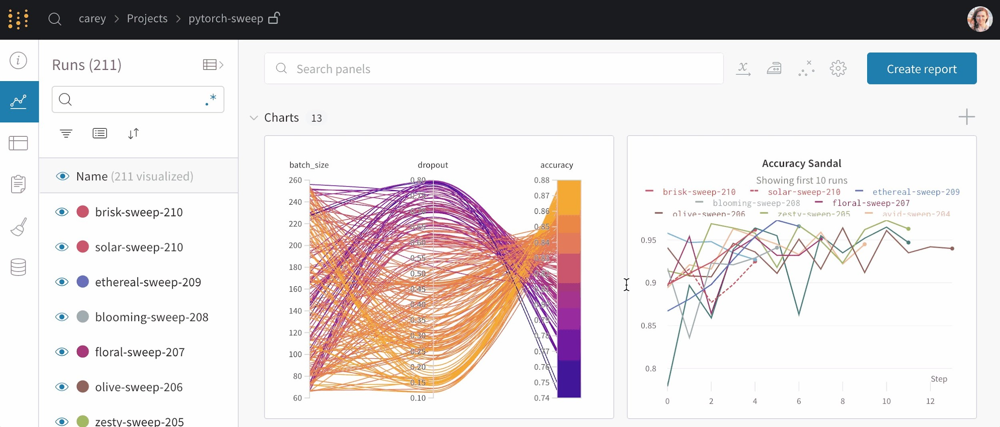 carey > Projects > pytorch-sweep
Runs (211)
.*
Name (211 visualized)
brisk-sweep-210
solar-sweep-210
ethereal-sweep-209
blooming-sweep-208
floral-sweep-207
olive-sweep-206
zesty-sweep-205
Search panels
Create report
Charts 13
batch_size dropout accuracy
260
240
220
200
180
160
140
120
100
80
60
0.80
0.75
0.70
0.65
0.60
0.55
0.50
0.45
0.40
0.35
0.30
0.25
0.20
0.15
0.10
0.88
0.87
0.86
0.85
0.84
0.83
0.82
0.81
0.80
0.79
0.78
0.77
0.76
0.75
0.74
Accuracy Sandal
Showing first 10 runs
brisk-sweep-210 solar-sweep-210 ethereal-sweep-209
blooming-sweep-208 floral-sweep-207
olive-sweep-206 zesty-sweep-205 avid-sweep-204
0.95
0.9
0.85
0.8
Step
0 2 4 6 8 10 12